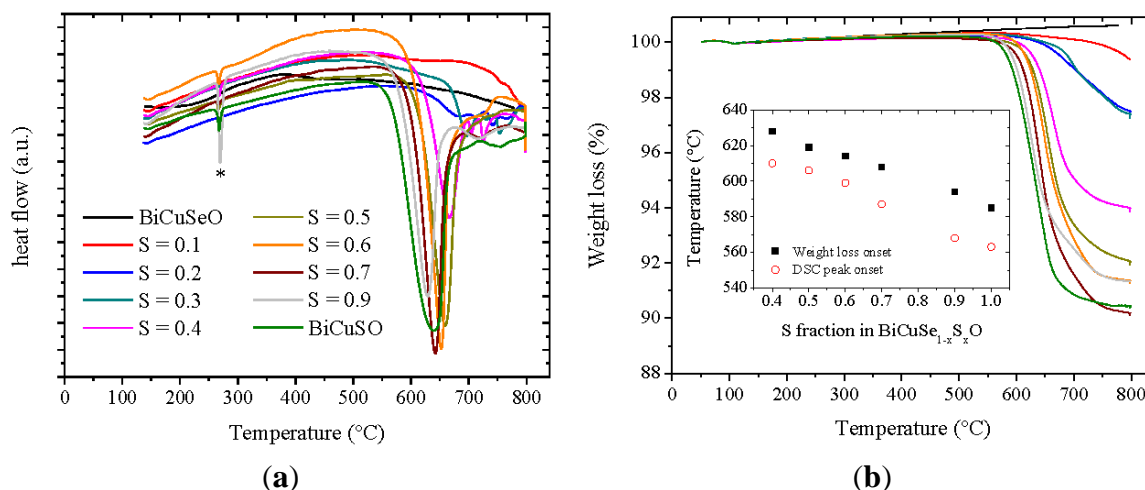 heat flow (a.u.)
*
BiCuSeO
S = 0.1
S = 0.2
S = 0.3
S = 0.4
S = 0.5
S = 0.6
S = 0.7
S = 0.9
BiCuSO
0 100 200 300 400 500 600 700 800
Temperature (°C)
(a)
Weight loss (%)
100
98
96
94
92
90
88
Temperature (°C)
640
620
600
580
560
540
Weight loss onset
DSC peak onset
0.4 0.5 0.6 0.7 0.8 0.9 1.0
S fraction in BiCuSe1-xSxO
0 100 200 300 400 500 600 700 800
Temperature (°C)
(b)